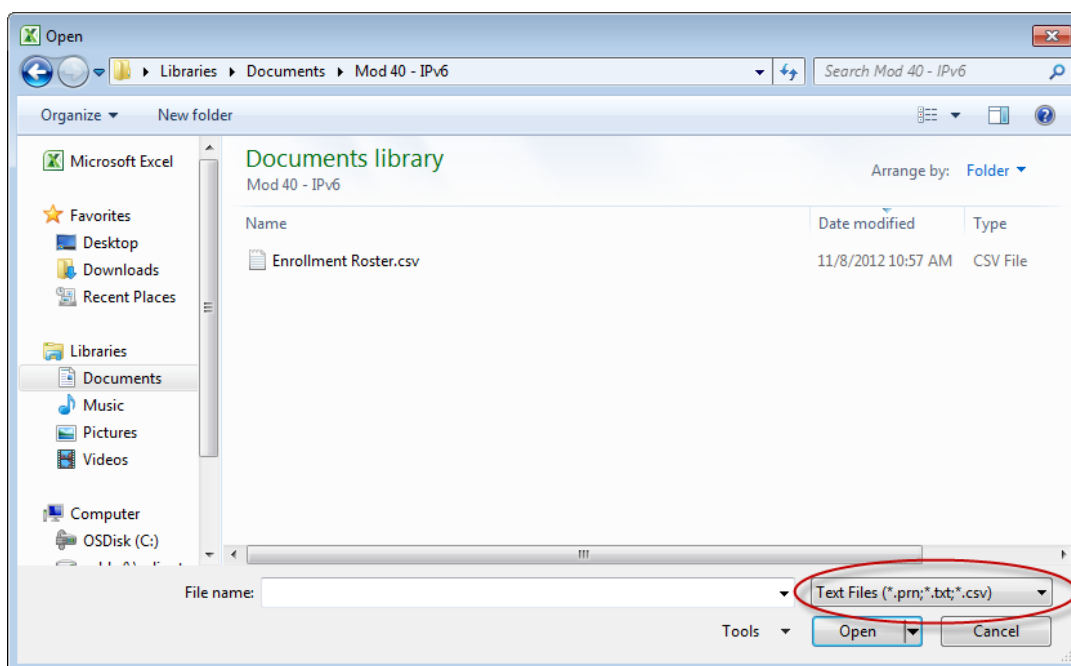 Open
Libraries Documents Mod 40 - IPv6
Search Mod 40 - IPv6
Organize New folder
Microsoft Excel
Favorites
Desktop
Downloads
Recent Places
Libraries
Documents
Music
Pictures
Videos
Computer
OSDisk (C:)
Documents library
Mod 40 - IPv6
Arrange by: Folder
Name Date modified Type
Enrollment Roster.csv 11/8/2012 10:57 AM CSV File
File name:
Text Files (*.prn;*.txt;*.csv)
Tools Open Cancel